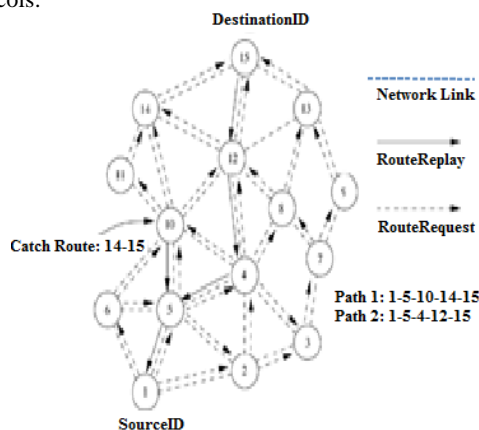 cols.
DestinationID
15
14
13
Network Link
12
RouteReplay
11
9
8
RouteRequest
10
Catch Route: 14-15
4
7
Path 1: 1-5-10-14-15
Path 2: 1-5-4-12-15
6
5
3
2
1
SourceID